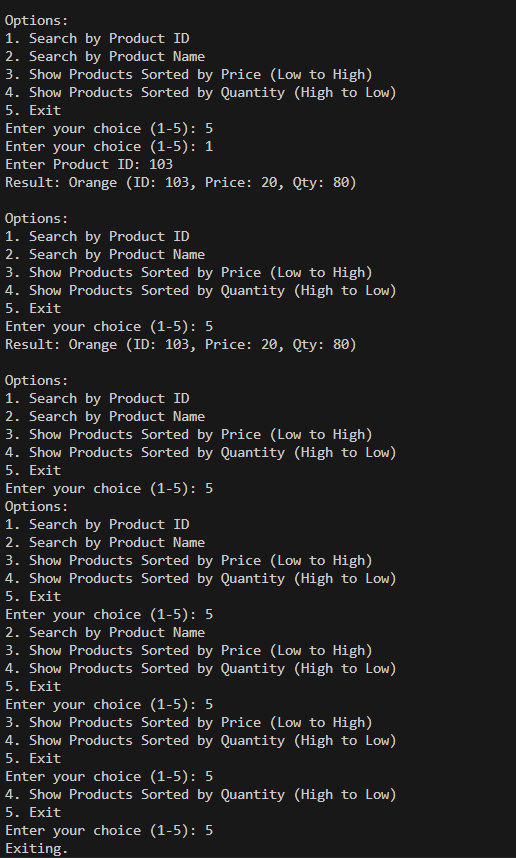 Options:
1. Search by Product ID
2. Search by Product Name
3. Show Products Sorted by Price (Low to High)
4. Show Products Sorted by Quantity (High to Low)
5. Exit
Enter your choice (1-5): 5
Enter your choice (1-5): 1
Enter Product ID: 103
Result: Orange (ID: 103, Price: 20, Qty: 80)

Options:
1. Search by Product ID
2. Search by Product Name
3. Show Products Sorted by Price (Low to High)
4. Show Products Sorted by Quantity (High to Low)
5. Exit
Enter your choice (1-5): 5
Result: Orange (ID: 103, Price: 20, Qty: 80)

Options:
1. Search by Product ID
2. Search by Product Name
3. Show Products Sorted by Price (Low to High)
4. Show Products Sorted by Quantity (High to Low)
5. Exit
Enter your choice (1-5): 5
Options:
1. Search by Product ID
2. Search by Product Name
3. Show Products Sorted by Price (Low to High)
4. Show Products Sorted by Quantity (High to Low)
5. Exit
Enter your choice (1-5): 5
2. Search by Product Name
3. Show Products Sorted by Price (Low to High)
4. Show Products Sorted by Quantity (High to Low)
5. Exit
Enter your choice (1-5): 5
3. Show Products Sorted by Price (Low to High)
4. Show Products Sorted by Quantity (High to Low)
5. Exit
Enter your choice (1-5): 5
4. Show Products Sorted by Quantity (High to Low)
5. Exit
Enter your choice (1-5): 5
Exiting.